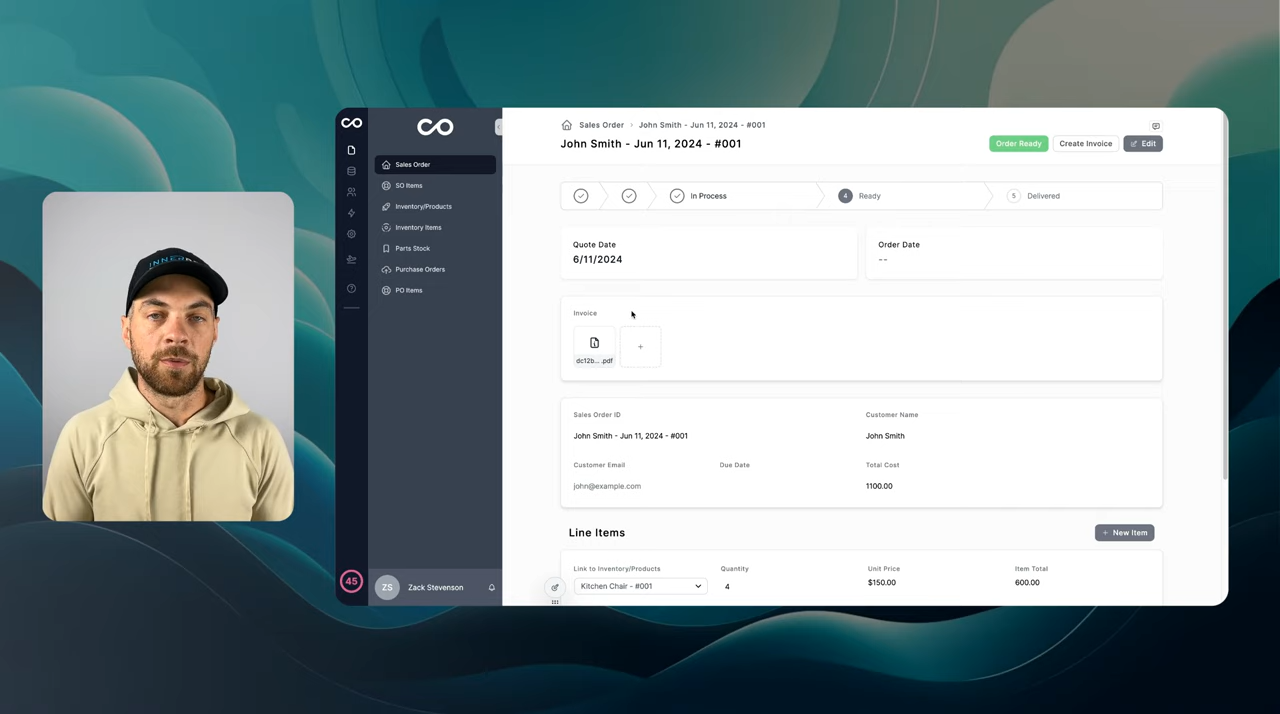 INNER
Sales Order > John Smith - Jun 11, 2024 - #001
John Smith - Jun 11, 2024 - #001
Order Ready
Create Invoice
Edit
Sales Order
SO Items
Inventory/Products
Inventory Items
Parts Stock
Purchase Orders
PO Items
In Process
4 Ready
5 Delivered
Quote Date
6/11/2024
Order Date
--
Invoice
+
dc12b... .pdf
Sales Order ID
Customer Name
John Smith - Jun 11, 2024 - #001
John Smith
Customer Email
Due Date
Total Cost
john@example.com
1100.00
Line Items
+ New Item
Link to Inventory/Products
Quantity
Unit Price
Item Total
Kitchen Chair - #001
4
$150.00
600.00
45
ZS
Zack Stevenson